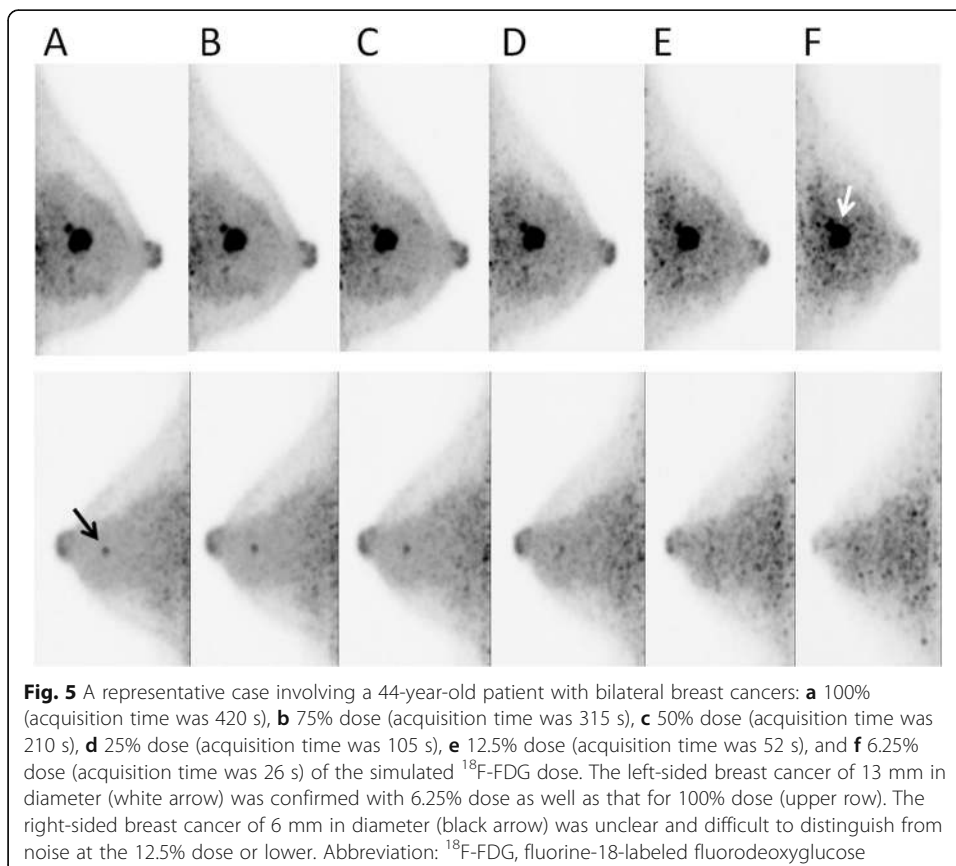 A B C D E F
Fig. 5 A representative case involving a 44-year-old patient with bilateral breast cancers: a 100%
(acquisition time was 420 s), b 75% dose (acquisition time was 315 s), c 50% dose (acquisition time was
210 s), d 25% dose (acquisition time was 105 s), e 12.5% dose (acquisition time was 52 s), and f 6.25%
dose (acquisition time was 26 s) of the simulated ¹⁸F-FDG dose. The left-sided breast cancer of 13 mm in
diameter (white arrow) was confirmed with 6.25% dose as well as that for 100% dose (upper row). The
right-sided breast cancer of 6 mm in diameter (black arrow) was unclear and difficult to distinguish from
noise at the 12.5% dose or lower. Abbreviation: ¹⁸F-FDG, fluorine-18-labeled fluorodeoxyglucose